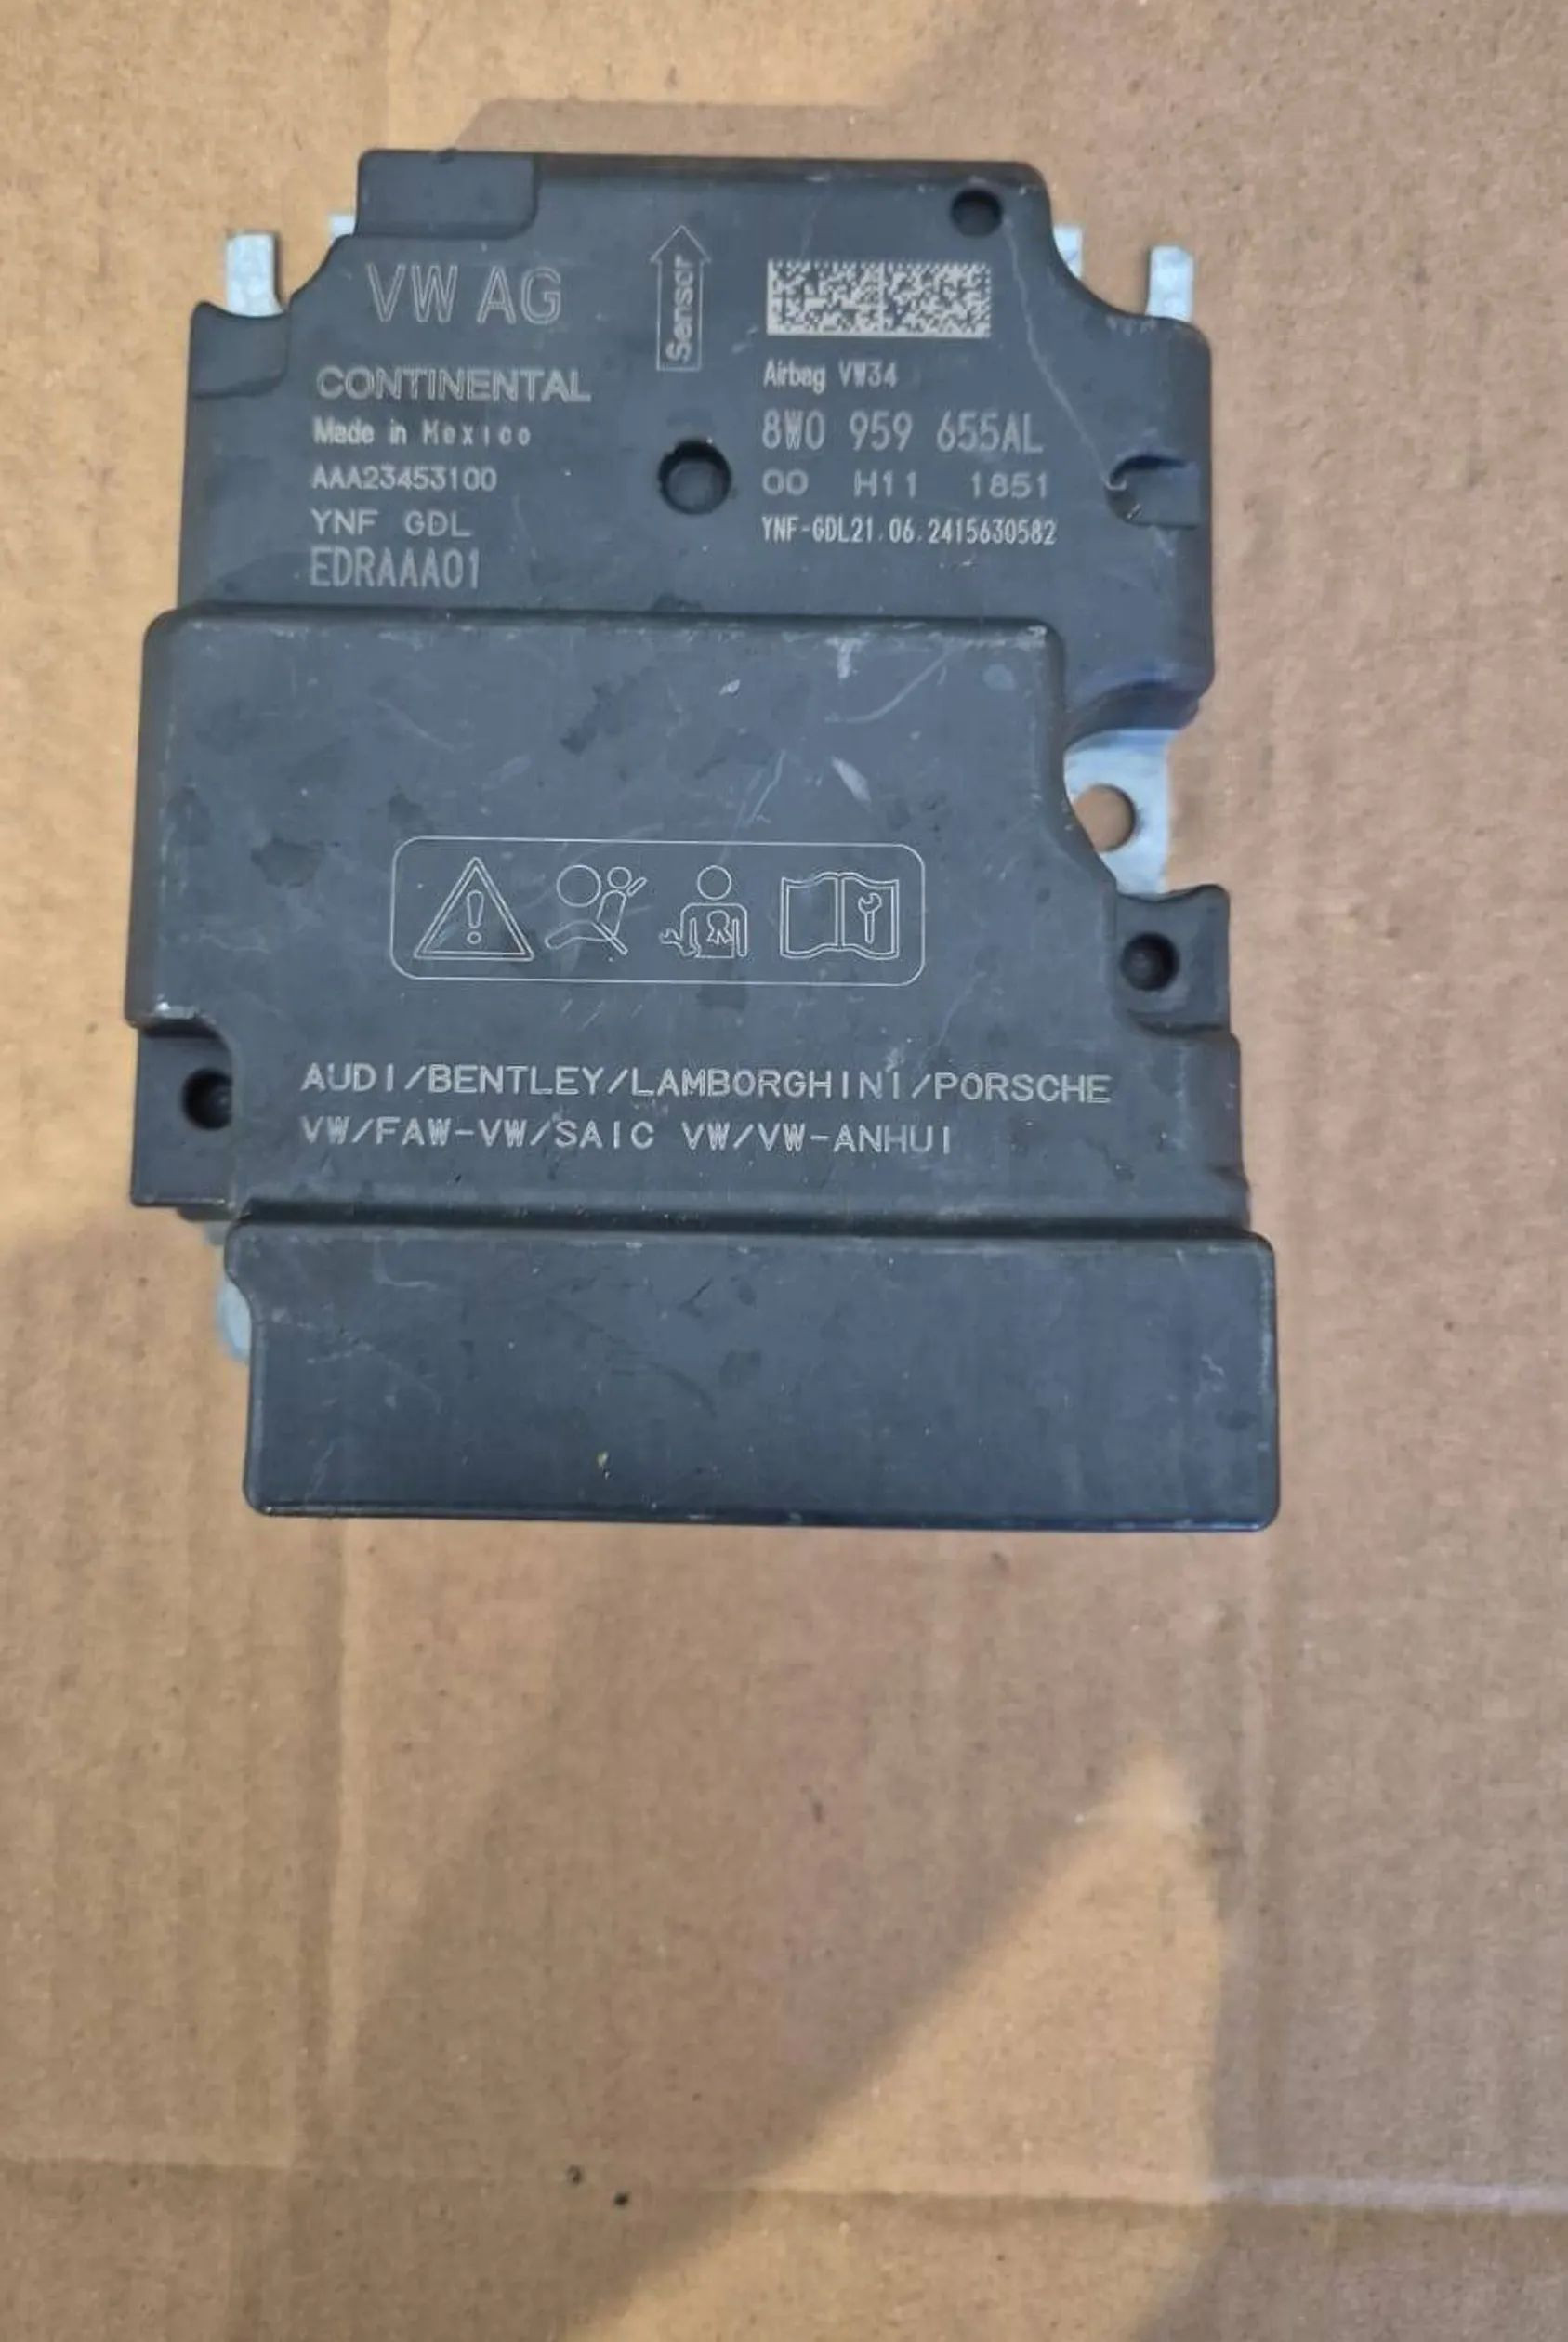 VW AG
CONTINENTAL
Made in Mexico
AAA23453100
YNF GDL
EDRAAA01
Sensor
Airbag VW34
8W0 959 655AL
00 H11 1851
YNF-GDL21.06.2415630582
AUDI/BENTLEY/LAMBORGHINI/PORSCHE
VW/FAW-VW/SAIC VW/VW-ANHUI